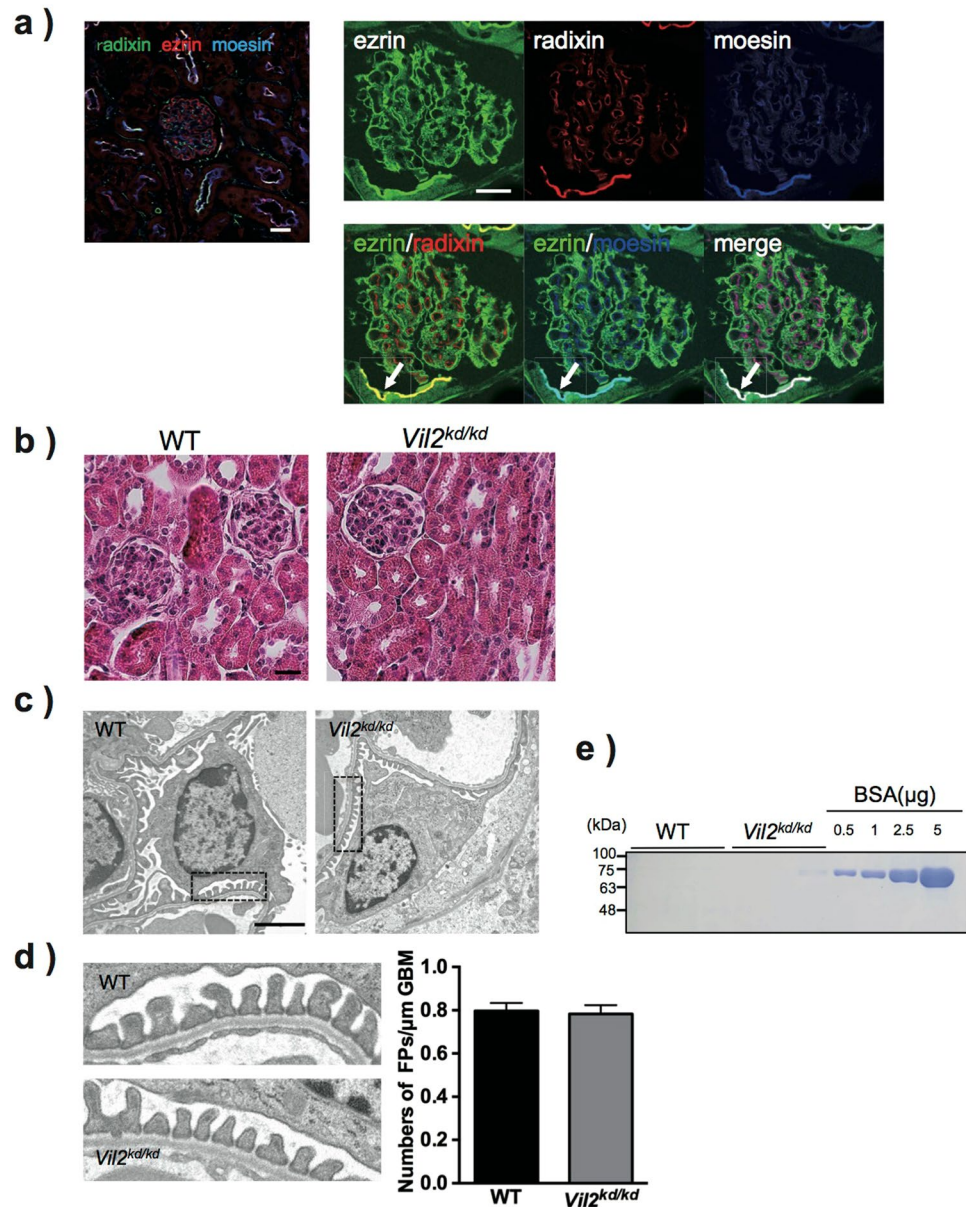 a )
radixin ezrin moesin
ezrin radixin moesin
ezrin/radixin ezrin/moesin merge
b )
WT Vil2kd/kd
c )
WT
Vil2kd/kd
e )
BSA(µg)
(kDa) WT Vil2kd/kd 0.5 1 2.5 5
100
75
63
48
d )
WT
Vil2kd/kd
Numbers of FPs/µm GBM
1.0
0.8
0.6
0.4
0.2
0.0
WT Vil2kd/kd